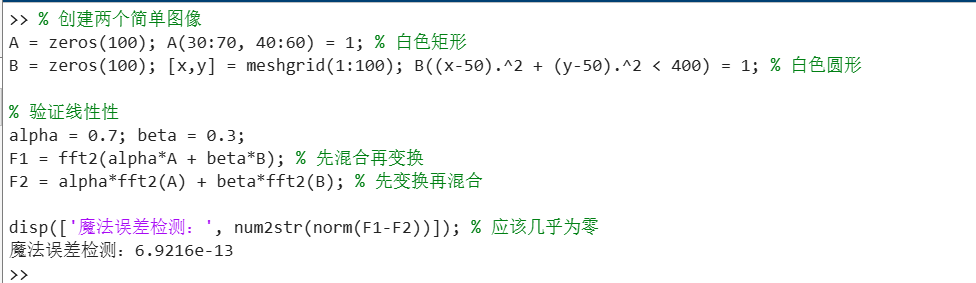 >> % 创建两个简单图像
A = zeros(100); A(30:70, 40:60) = 1; % 白色矩形
B = zeros(100); [x,y] = meshgrid(1:100); B((x-50).^2 + (y-50).^2 < 400) = 1; % 白色圆形
% 验证线性性
alpha = 0.7; beta = 0.3;
F1 = fft2(alpha*A + beta*B); % 先混合再变换
F2 = alpha*fft2(A) + beta*fft2(B); % 先变换再混合
disp(['魔法误差检测：', num2str(norm(F1-F2))]); % 应该几乎为零
魔法误差检测：6.9216e-13
>>